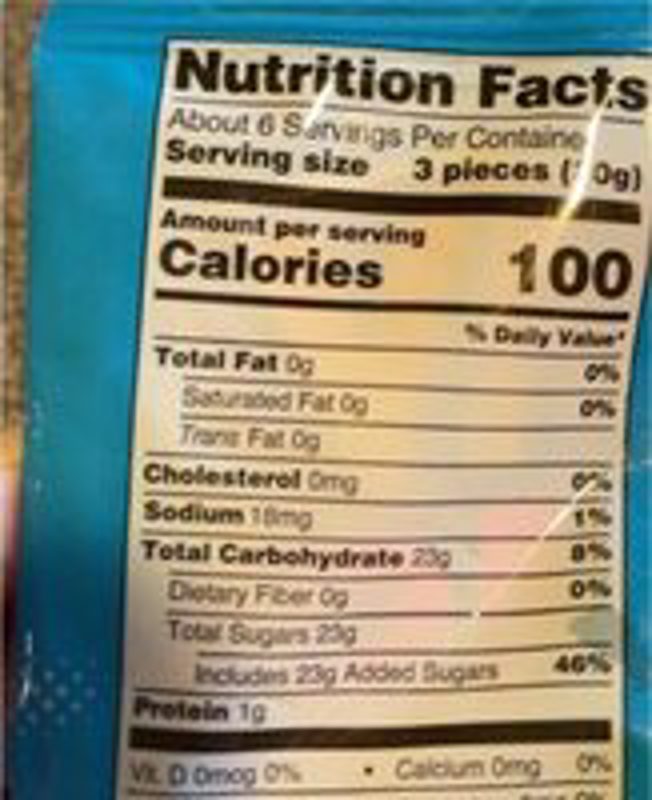 Nutrition Facts
About 6 Servings Per Containe
Serving size 3 pieces
Amount per serving
Calories 100
% Daily Value*
Total Fat 0g 0%
Saturated Fat 0g 0%
Trans Fat 0g
Cholesterol 0mg 0%
Sodium 18mg 1%
Total Carbohydrate 23g 8%
Dietary Fiber 0g 0%
Total Sugars 23g
Includes 23g Added Sugars 46%
Protein 1g
Vit. D 0mcg 0% • Calcium 0mg 0%